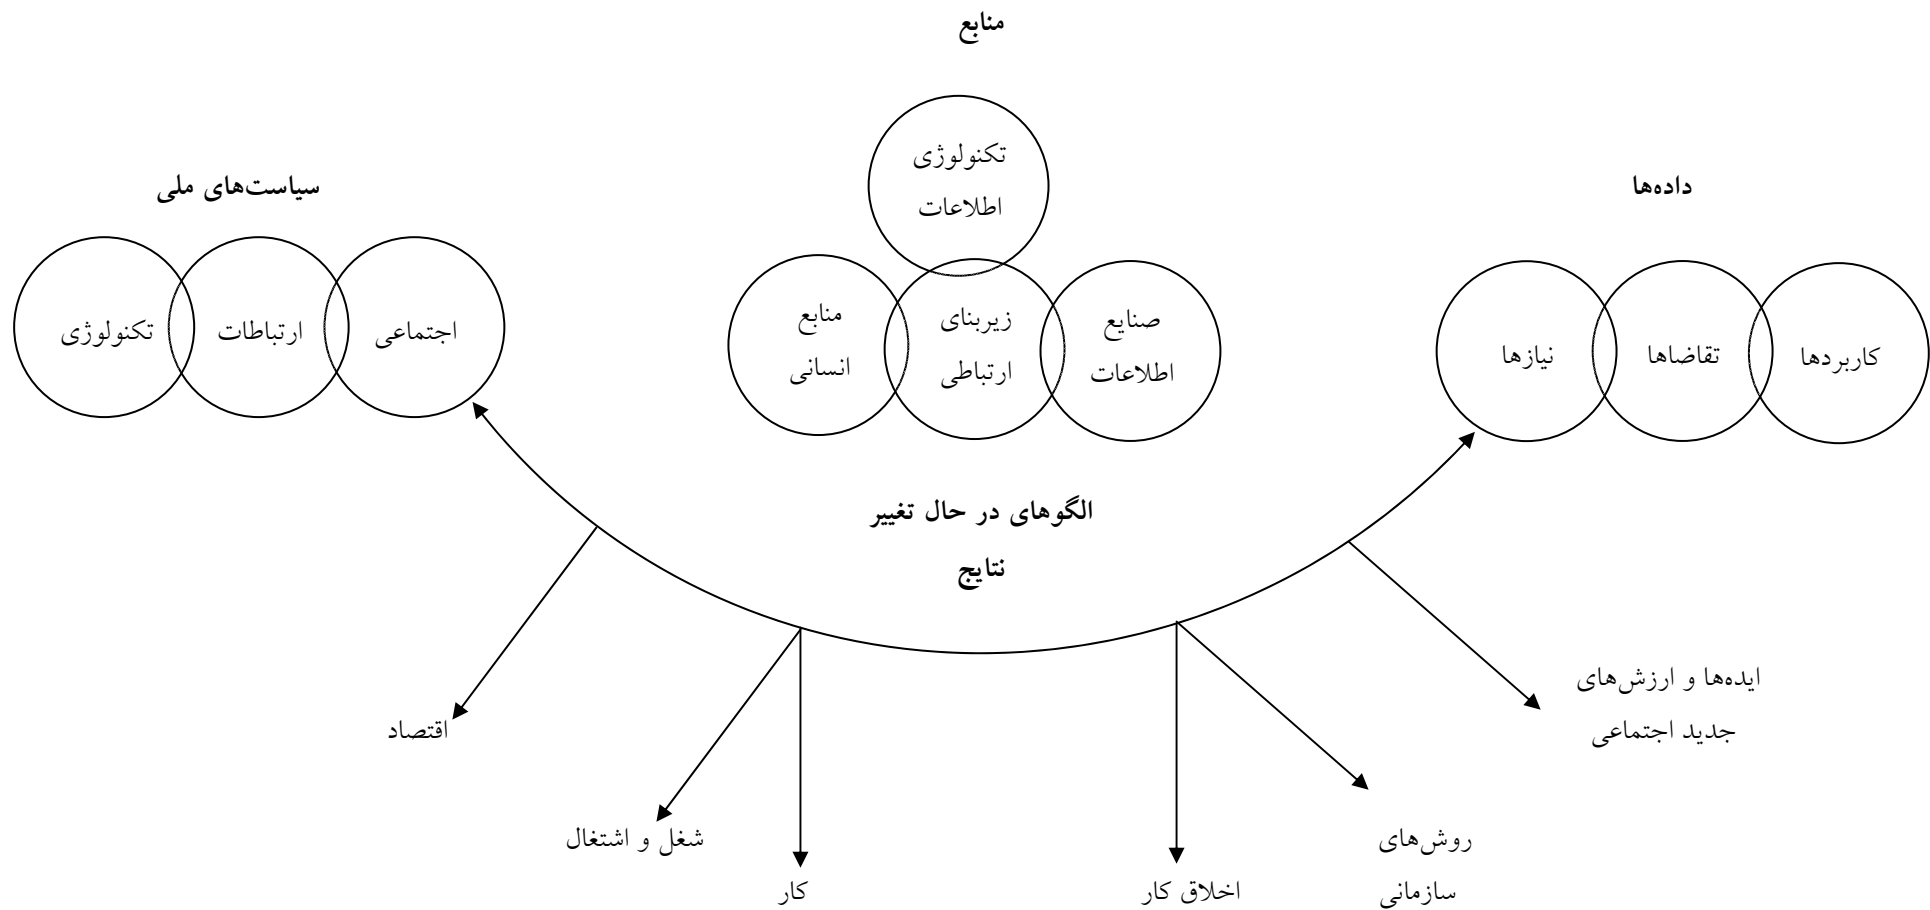 منابع
داده‌ها
سیاست‌های ملی
تکنولوژی
اطلاعات
کاربردها
تقاضاها
نیازها
صنایع
اطلاعات
زیربنای
ارتباطی
منابع
انسانی
اجتماعی
ارتباطات
تکنولوژی
الگوهای در حال تغییر
نتایج
ایده‌ها و ارزش‌های
جدید اجتماعی
روش‌های
سازمانی
اخلاق کار
کار
شغل و اشتغال
اقتصاد